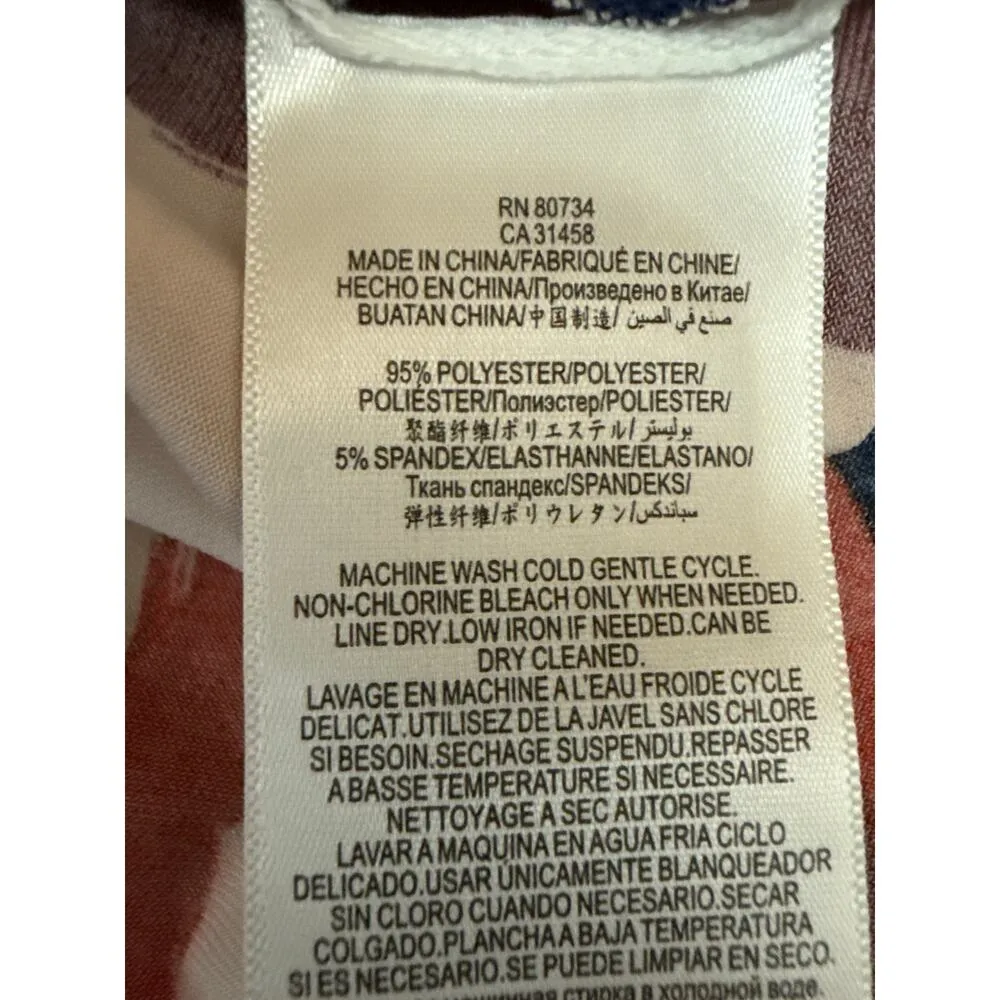 RN 80734
CA 31458
MADE IN CHINA/FABRIQUÉ EN CHINE/
HECHO EN CHINA/Произведено в Китае/
BUATAN CHINA/中国制造/ صنع في الصين
95% POLYESTER/POLYESTER/
POLIÉSTER/Полиэстер/POLIESTER/
聚酯纤维/ポリエステル/ بوليستر
5% SPANDEX/ELASTHANNE/ELASTANO/
Ткань спандекс/SPANDEKS/
弹性纤维/ポリウレタン/سباندكس
MACHINE WASH COLD GENTLE CYCLE.
NON-CHLORINE BLEACH ONLY WHEN NEEDED.
LINE DRY.LOW IRON IF NEEDED.CAN BE
DRY CLEANED.
LAVAGE EN MACHINE A L'EAU FROIDE CYCLE
DELICAT.UTILISEZ DE LA JAVEL SANS CHLORE
SI BESOIN.SECHAGE SUSPENDU.REPASSER
A BASSE TEMPERATURE SI NECESSAIRE.
NETTOYAGE A SEC AUTORISE.
LAVAR A MAQUINA EN AGUA FRIA CICLO
DELICADO.USAR ÚNICAMENTE BLANQUEADOR
SIN CLORO CUANDO NECESARIO.SECAR
COLGADO.PLANCHA A BAJA TEMPERATURA
SI ES NECESARIO.SE PUEDE LIMPIAR EN SECO.
машинная стирка в холодной воде.